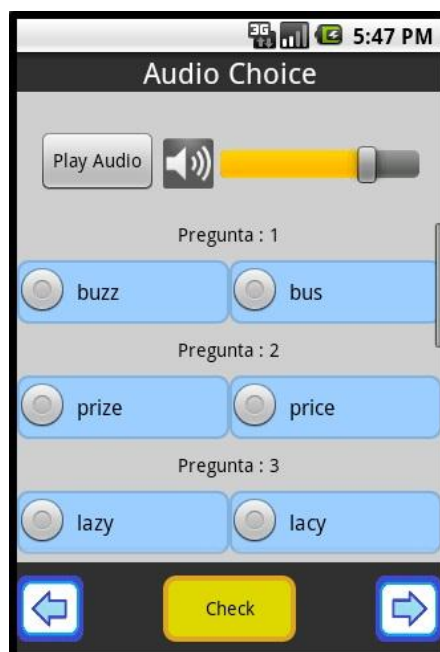 3G 5:47 PM
Audio Choice
Play Audio
Pregunta : 1
buzz bus
Pregunta : 2
prize price
Pregunta : 3
lazy lacy
Check